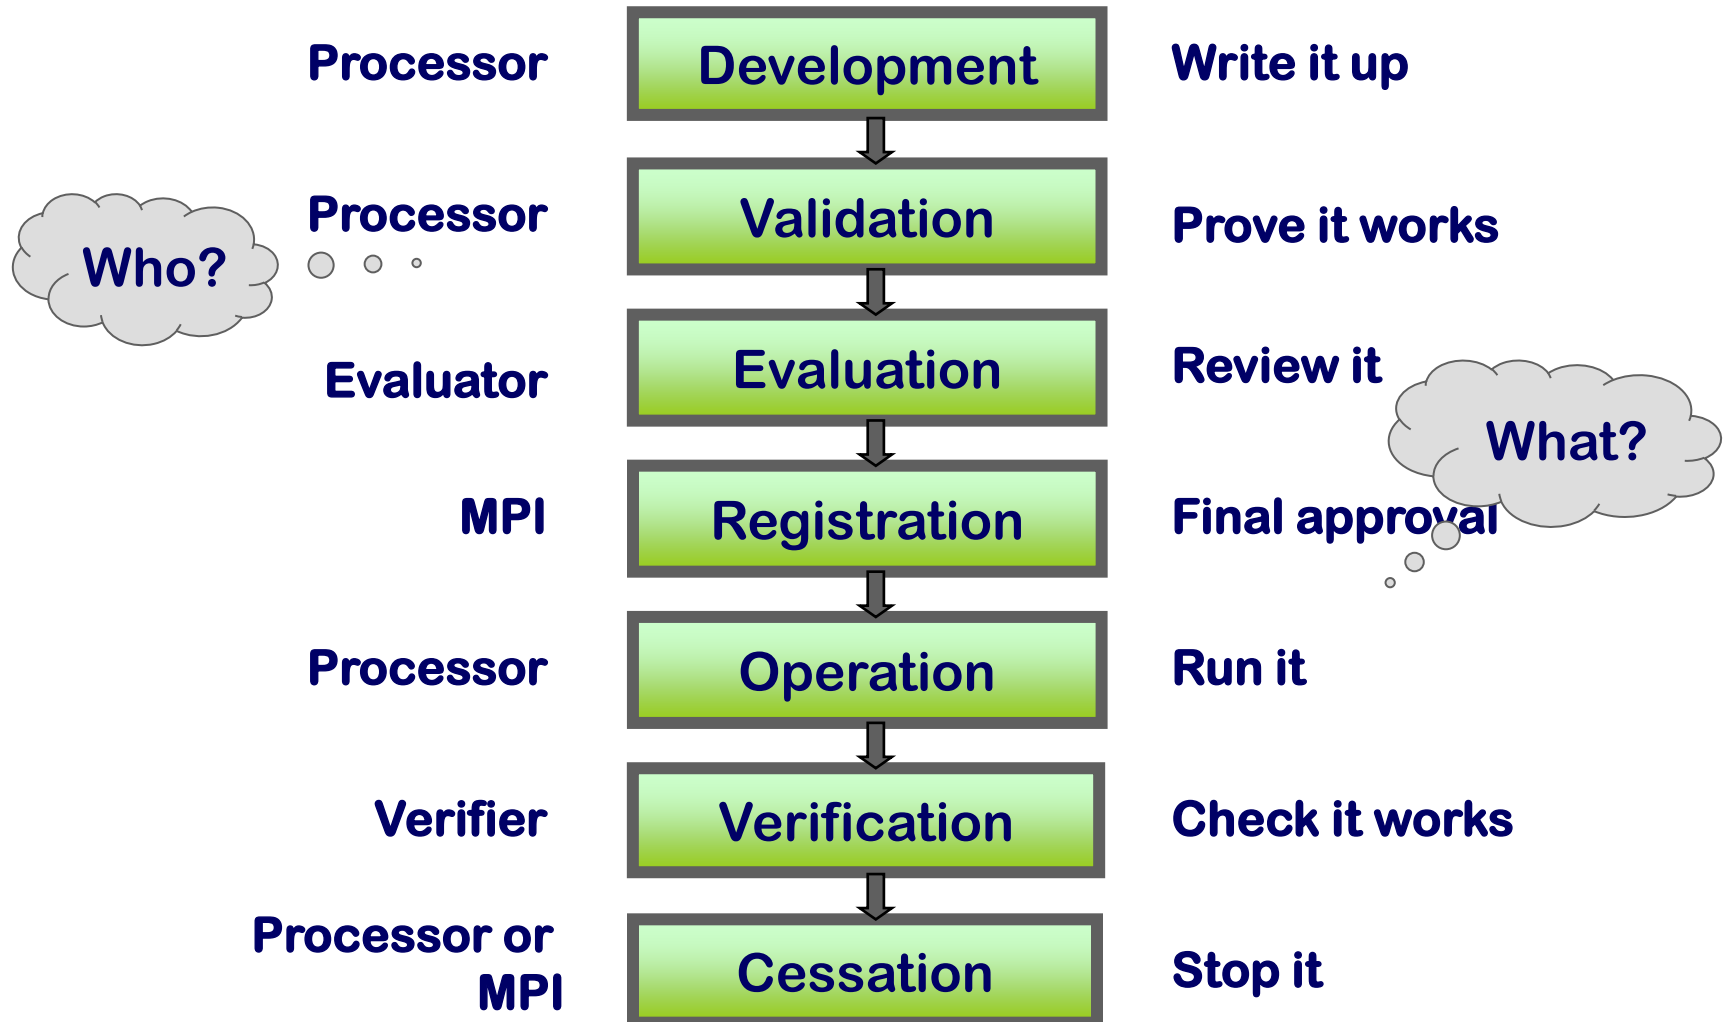 Processor
Development
Write it up
Processor
Validation
Prove it works
Who?
Evaluator
Evaluation
Review it
What?
MPI
Registration
Final approval
Processor
Operation
Run it
Verifier
Verification
Check it works
Processor or
MPI
Cessation
Stop it